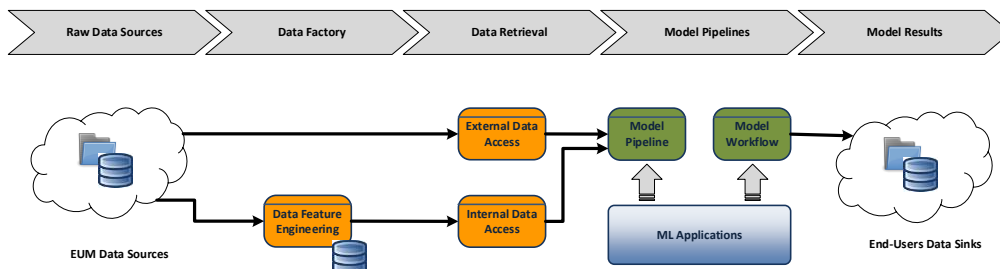 Raw Data Sources
Data Factory
Data Retrieval
Model Pipelines
Model Results
External Data
Access
Model
Pipeline
Model
Workflow
Data Feature
Engineering
Internal Data
Access
ML Applications
EUM Data Sources
End-Users Data Sinks